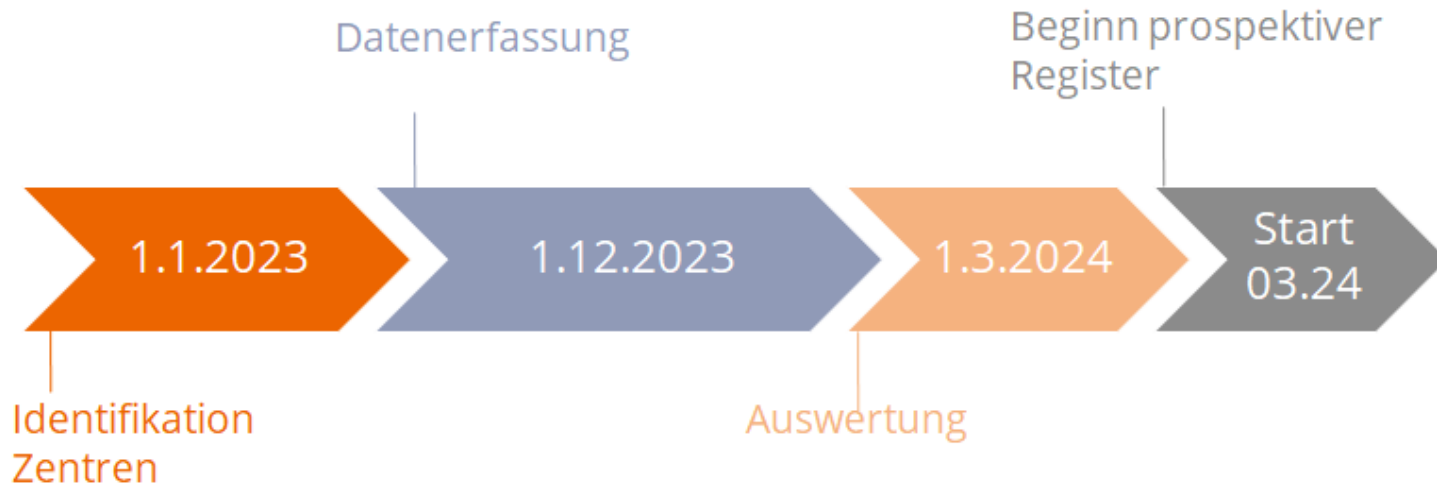 Datenerfassung
Beginn prospektiver
Register
1.1.2023
1.12.2023
1.3.2024
Start
03.24
Identifikation
Zentren
Auswertung